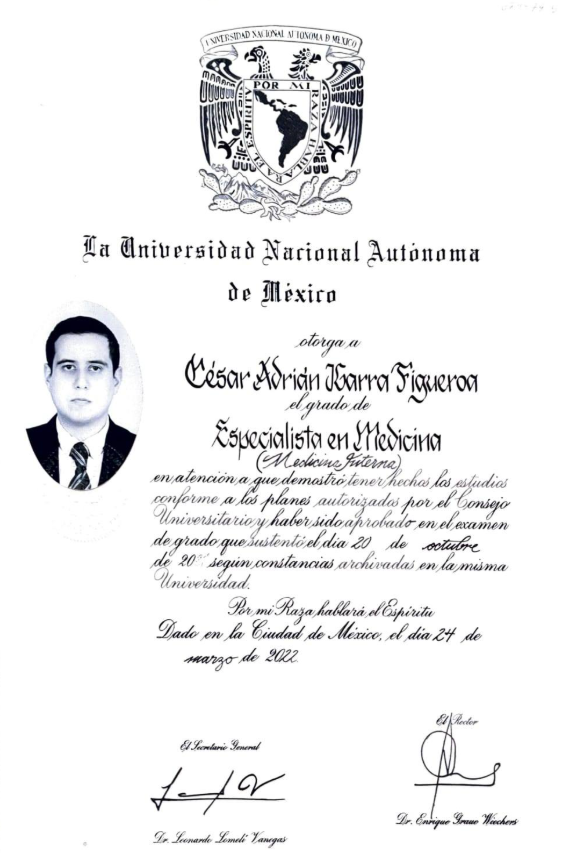 UNIVERSIDAD NACIONAL AUTONOMA D MEXICO
POR MI RAZA HABLARA EL ESPIRITU
La Universidad Nacional Autónoma
de México
otorga a
César Adrián Ibarra Figueroa
el grado de
Especialista en Medicina
(Medicina Interna)
en atención a que demostró tener hechos los estudios
conforme a los planes autorizados por el Consejo
Universitario y haber sido aprobado en el examen
de grado que sustentó el día 20 de octubre
de 20 según constancias archivadas en la misma
Universidad.
Por mi Raza hablará el Espíritu
Dado en la Ciudad de México, el día 24 de
marzo de 2022
El Secretario General
El Rector
Dr. Leonardo Lomelí Vanegas
Dr. Enrique Graue Wiechers